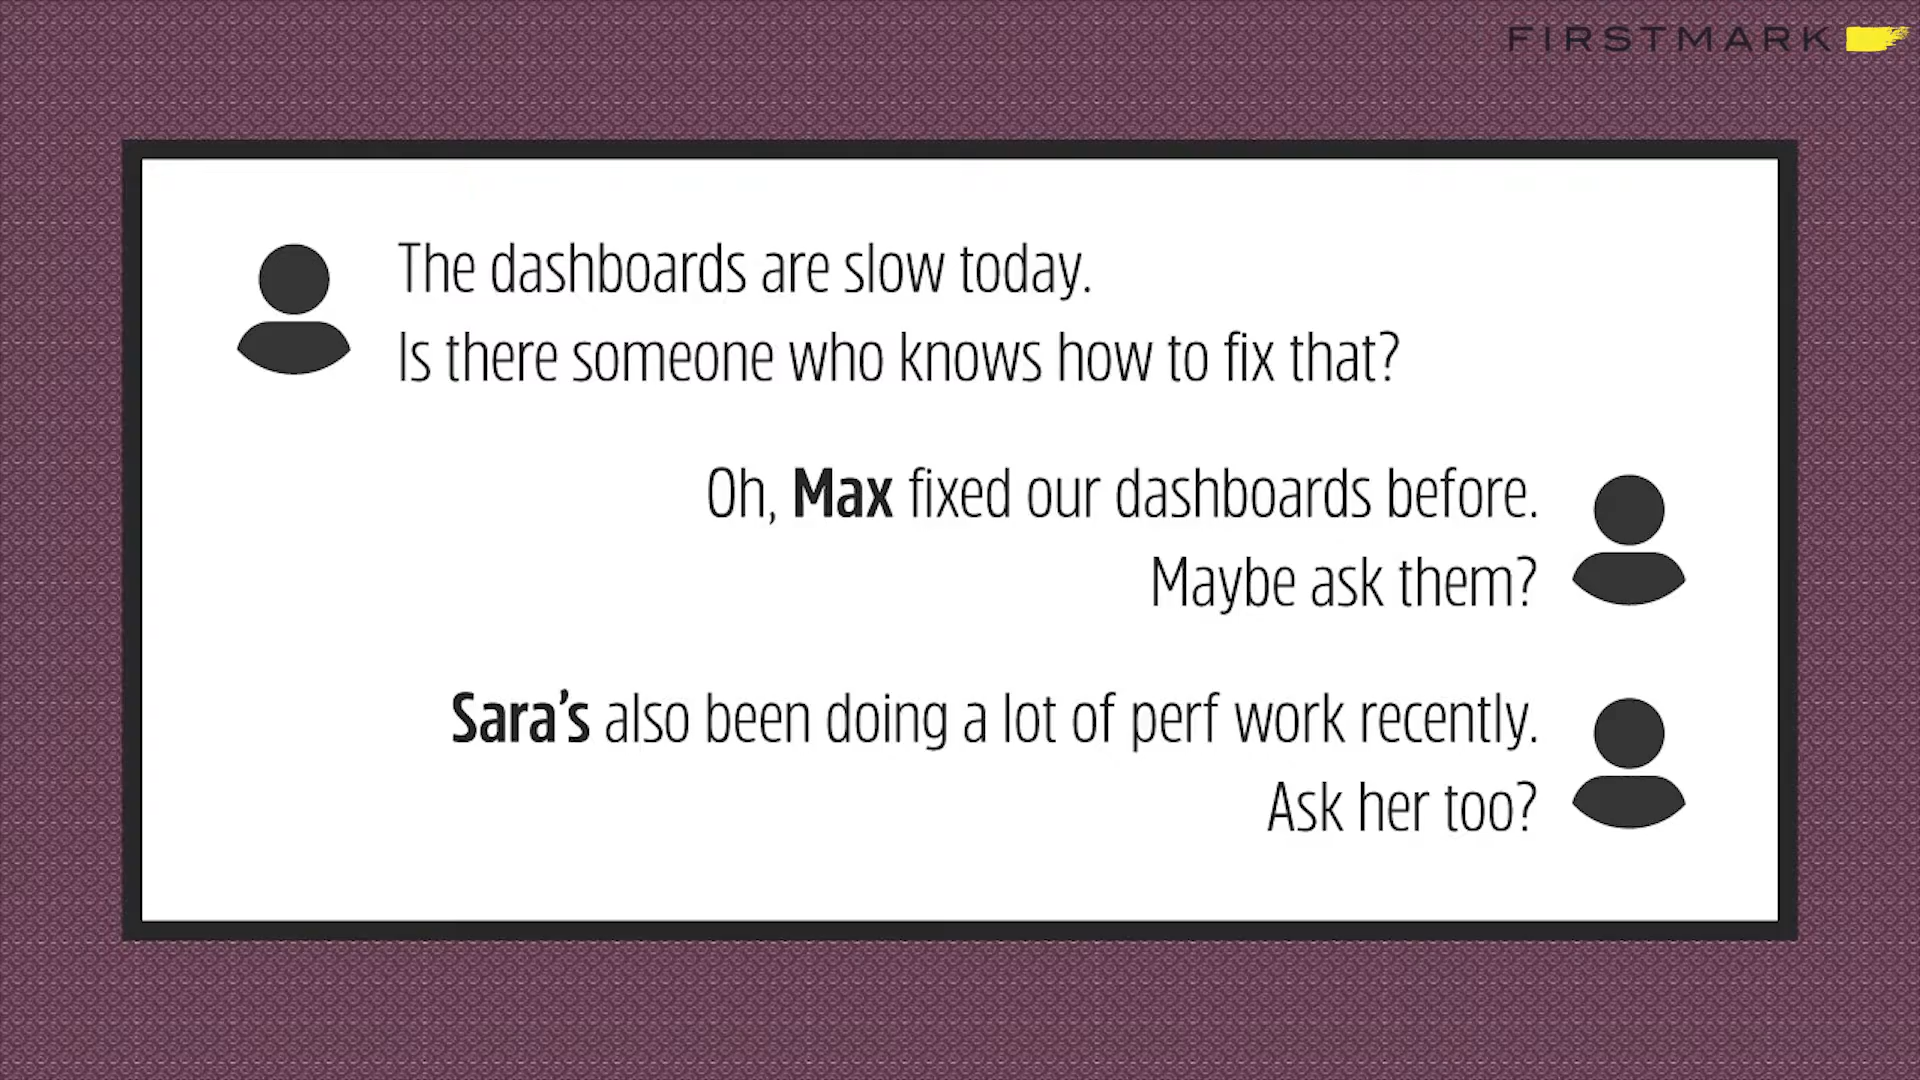 FIRSTMARK
The dashboards are slow today.
Is there someone who knows how to fix that?
Oh, Max fixed our dashboards before.
Maybe ask them?
Sara’s also been doing a lot of perf work recently.
Ask her too?